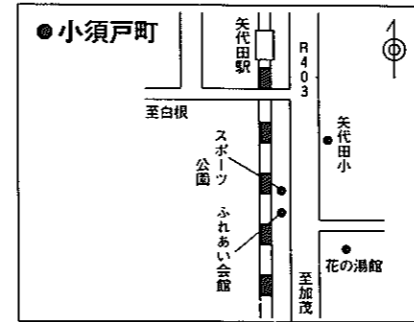 ●小須戸町
矢代田駅
R403
至白根
矢代田小
スポーツ
公園
ふれあい会館
花の湯館
至加茂